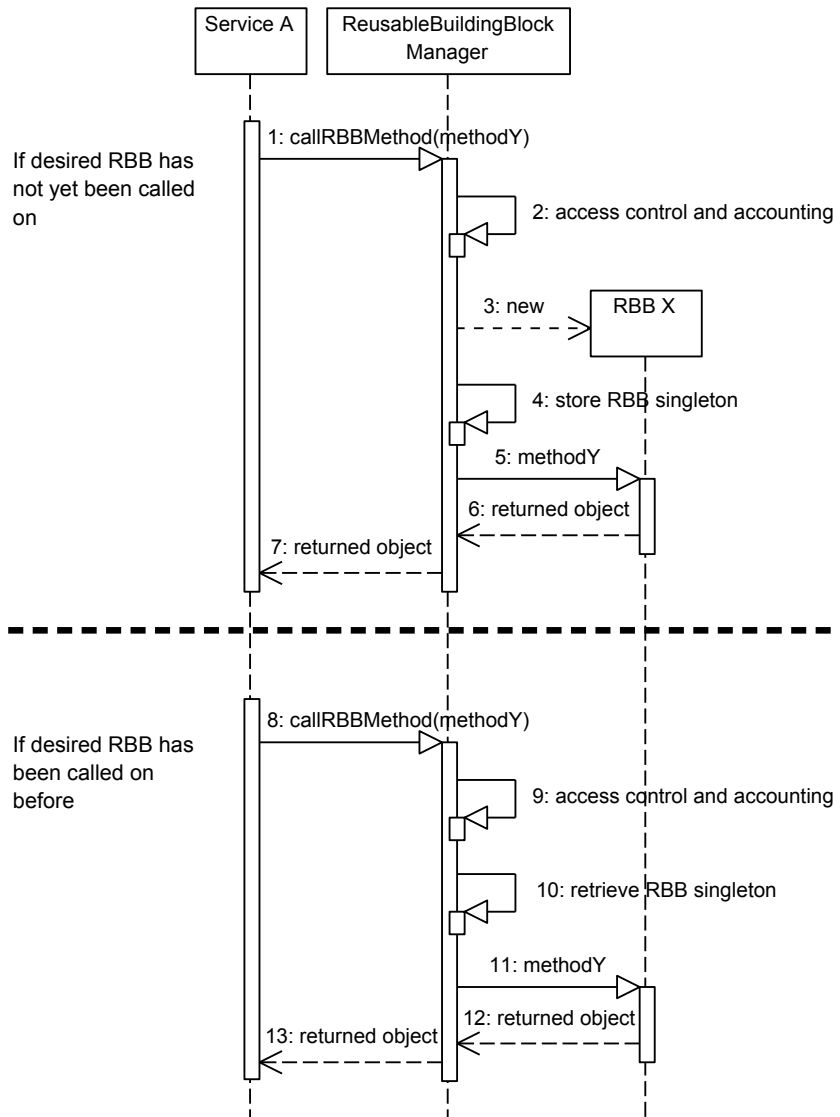 Service A
ReusableBuildingBlock
Manager
If desired RBB has
not yet been called
on
1: callRBBMethod(methodY)
2: access control and accounting
3: new
RBB X
4: store RBB singleton
5: methodY
6: returned object
7: returned object
If desired RBB has
been called on
before
8: callRBBMethod(methodY)
9: access control and accounting
10: retrieve RBB singleton
11: methodY
12: returned object
13: returned object